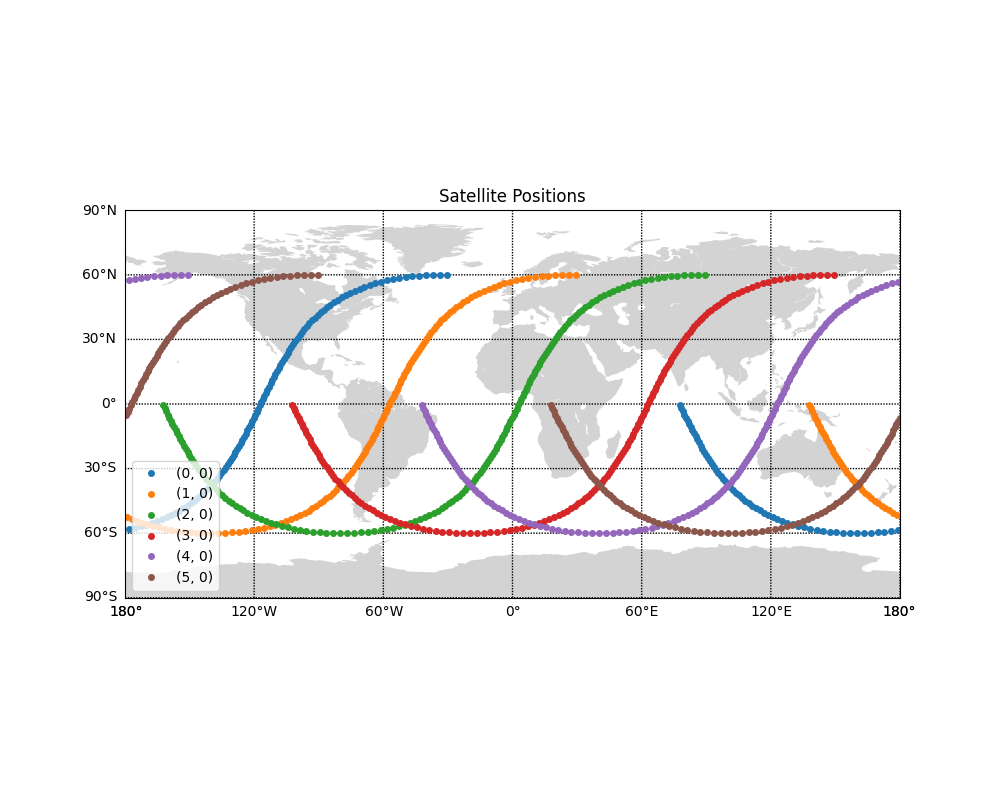 Satellite Positions
90°N
60°N
30°N
0°
30°S
60°S
90°S
(0, 0)
(1, 0)
(2, 0)
(3, 0)
(4, 0)
(5, 0)
180° 120°W 60°W 0° 60°E 120°E 180°